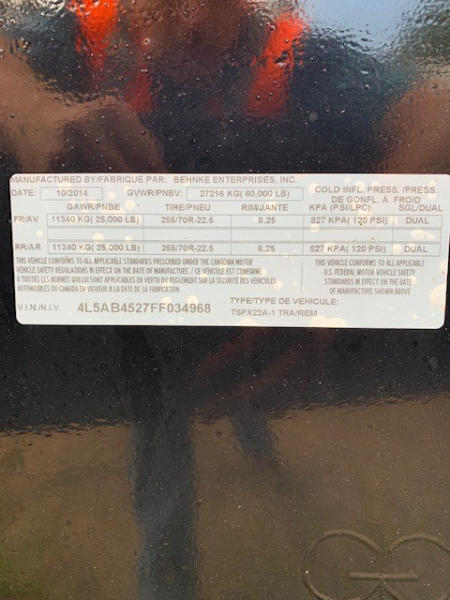 MANUFACTURED BY/FABRIQUE PAR: BEHNKE ENTERPRISES, INC.
DATE: 10/2014 GVWR/PNBV: 27216 KG( 60,000 LB) COLD INFL. PRESS. /PRESS.
DE GONFL. À FROID
GAWR/PNBE TIRE/PNEU RIM/JANTE KPA (PSI/LPC) SGL/DUAL
FR/AV 11340 KG( 25,000 LB) 255/70R-22.5 8.25 827 KPA( 120 PSI) DUAL
RR/AR 11340 KG( 25,000 LB) 255/70R-22.5 8.25 827 KPA( 120 PSI) DUAL
THIS VEHICLE CONFORMS TO ALL APPLICABLE STANDARDS PRESCRIBED UNDER THE CANADIAN MOTOR
VEHICLE SAFETY REGULATIONS IN EFFECT ON THE DATE OF MANUFACTURE. / CE VÉHICULE EST CONFORME
À TOUTES LES NORMES QUI LUI SONT APPLICABLES EN VERTU DU RÈGLEMENT SUR LA SÉCURITÉ DES VÉHICULES
AUTOMOBILES DU CANADA EN VIGUEUR À LA DATE DE SA FABRICATION.
THIS VEHICLE CONFORMS TO ALL APPLICABLE
U.S. FEDERAL MOTOR VEHICLE SAFETY
STANDARDS IN EFFECT ON THE DATE
OF MANUFACTURE SHOWN ABOVE
V.I.N./N.I.V. 4L5AB4527FF034968 TYPE/TYPE DE VEHICULE:
TSPX22A-1 TRA/REM